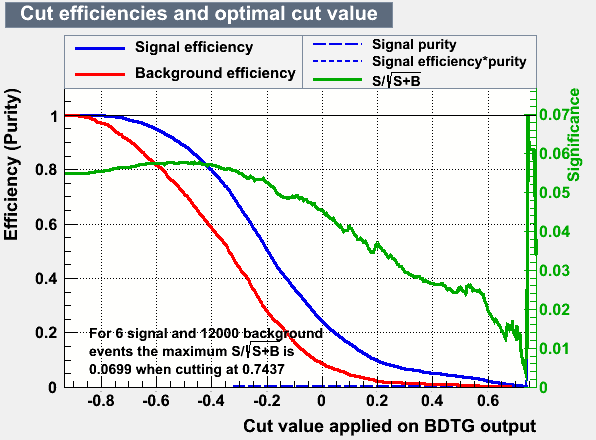 Cut efficiencies and optimal cut value
Signal efficiency
Background efficiency
Signal purity
Signal efficiency*purity
S/√S+B
Efficiency (Purity)
1
0.8
0.6
0.4
0.2
0
0.07
0.06
0.05
0.04
0.03
0.02
0.01
0
Significance
For 6 signal and 12000 background
events the maximum S/√S+B is
0.0699 when cutting at 0.7437
-0.8 -0.6 -0.4 -0.2 0 0.2 0.4 0.6
Cut value applied on BDTG output